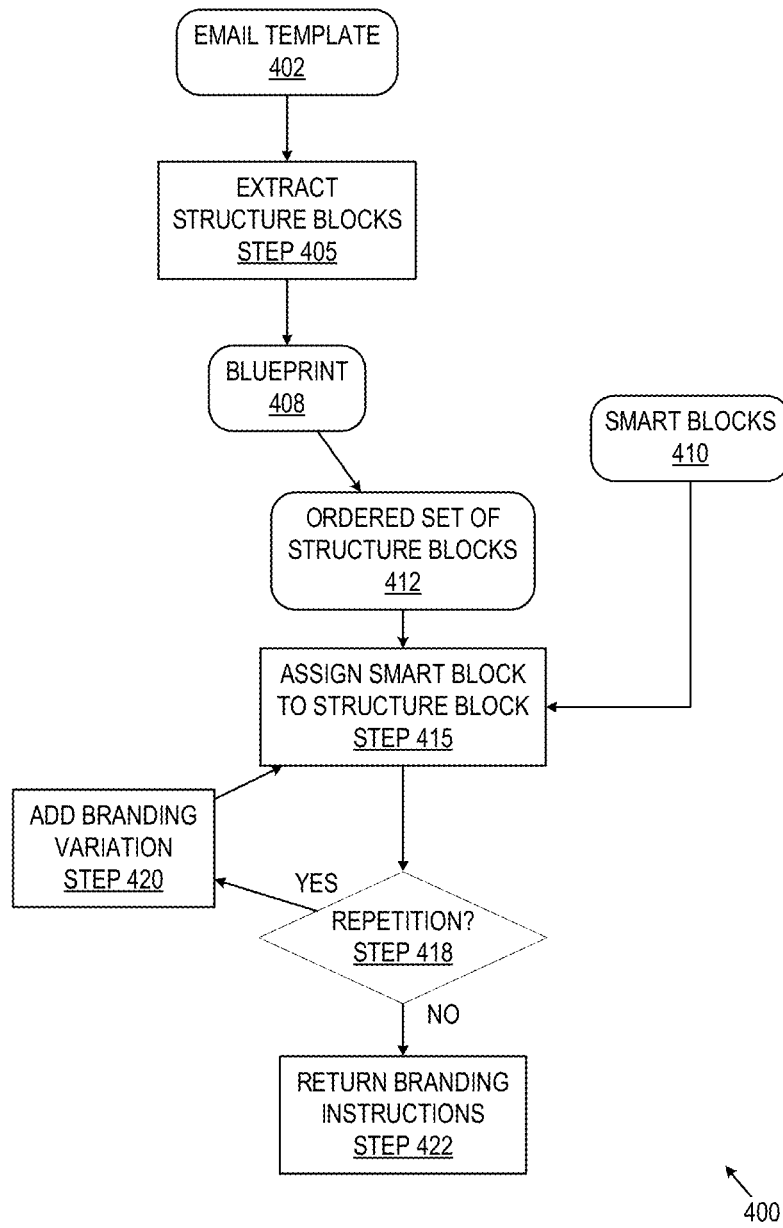 EMAIL TEMPLATE
402
EXTRACT
STRUCTURE BLOCKS
STEP 405
BLUEPRINT
408
SMART BLOCKS
410
ORDERED SET OF
STRUCTURE BLOCKS
412
ASSIGN SMART BLOCK
TO STRUCTURE BLOCK
STEP 415
ADD BRANDING
VARIATION
STEP 420
YES
REPETITION?
STEP 418
NO
RETURN BRANDING
INSTRUCTIONS
STEP 422
400